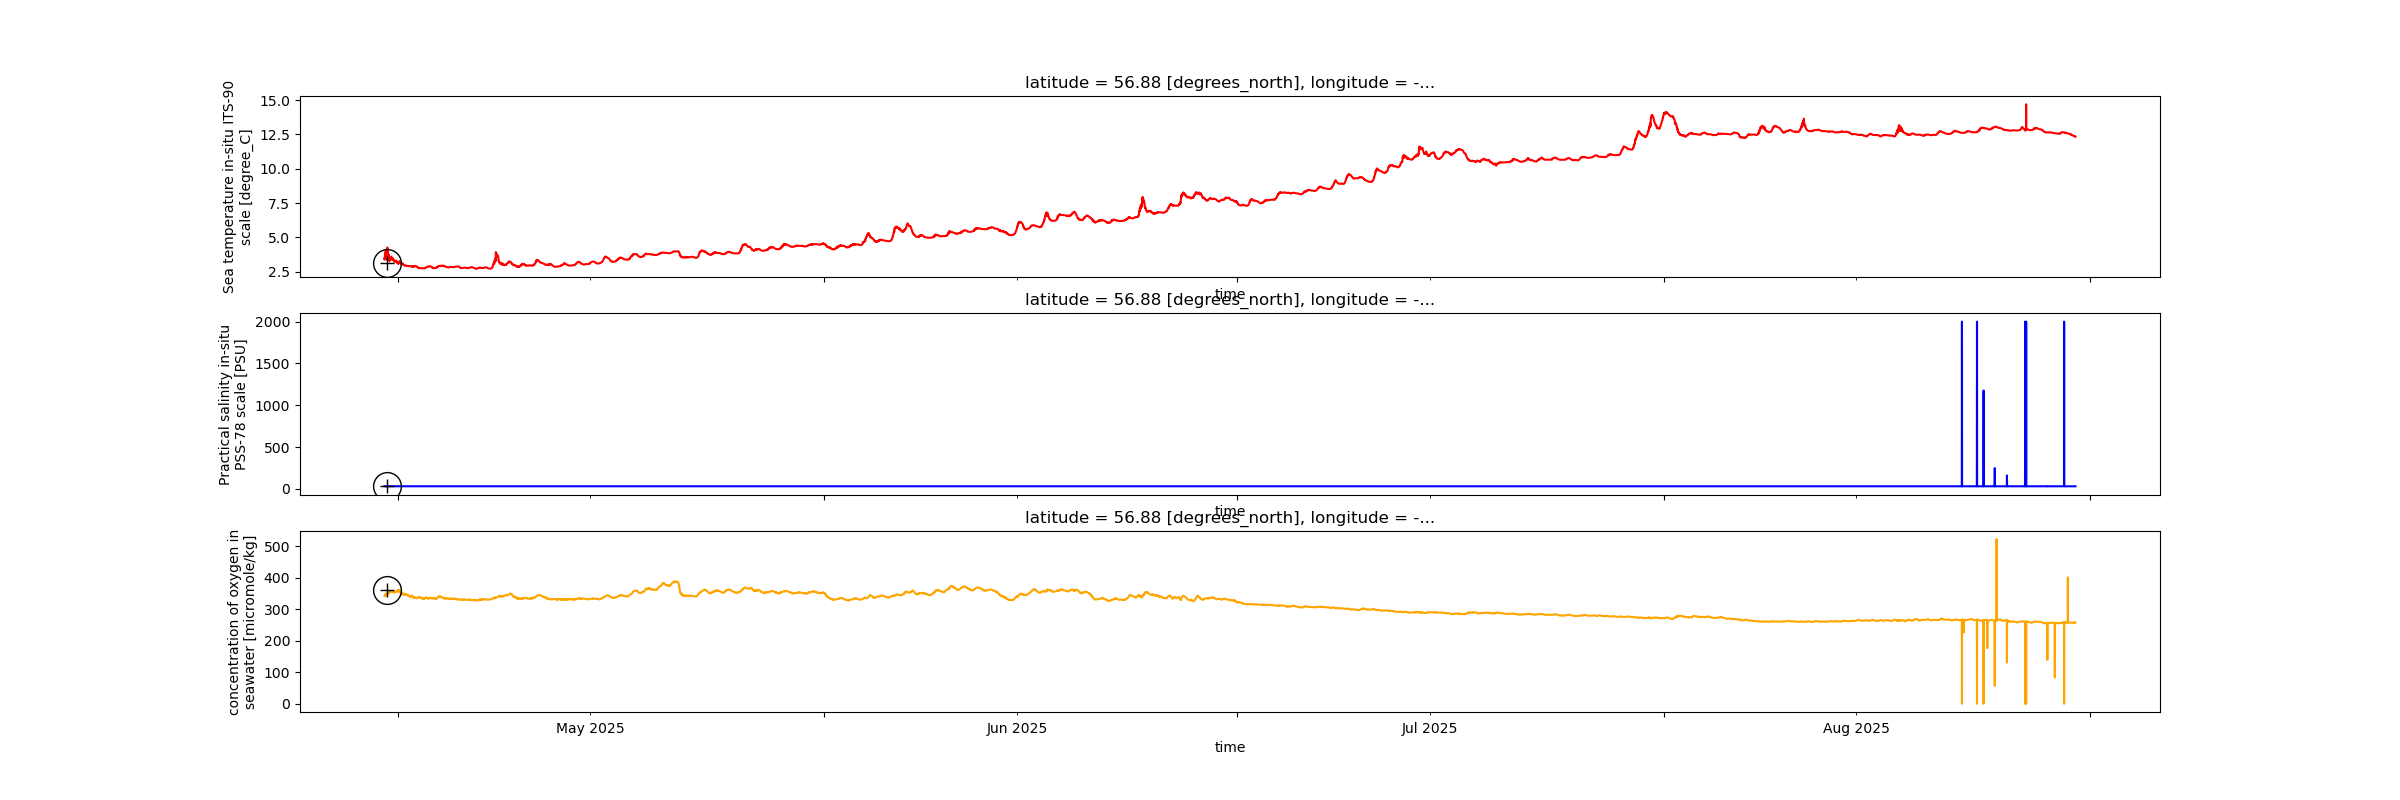 latitude = 56.88 [degrees_north], longitude = -...
Sea temperature in-situ ITS-90
scale [degree_C]
15.0
12.5
10.0
7.5
5.0
2.5
time
latitude = 56.88 [degrees_north], longitude = -...
Practical salinity in-situ
PSS-78 scale [PSU]
2000
1500
1000
500
0
time
latitude = 56.88 [degrees_north], longitude = -...
concentration of oxygen in
seawater [micromole/kg]
500
400
300
200
100
0
May 2025
Jun 2025
Jul 2025
Aug 2025
time